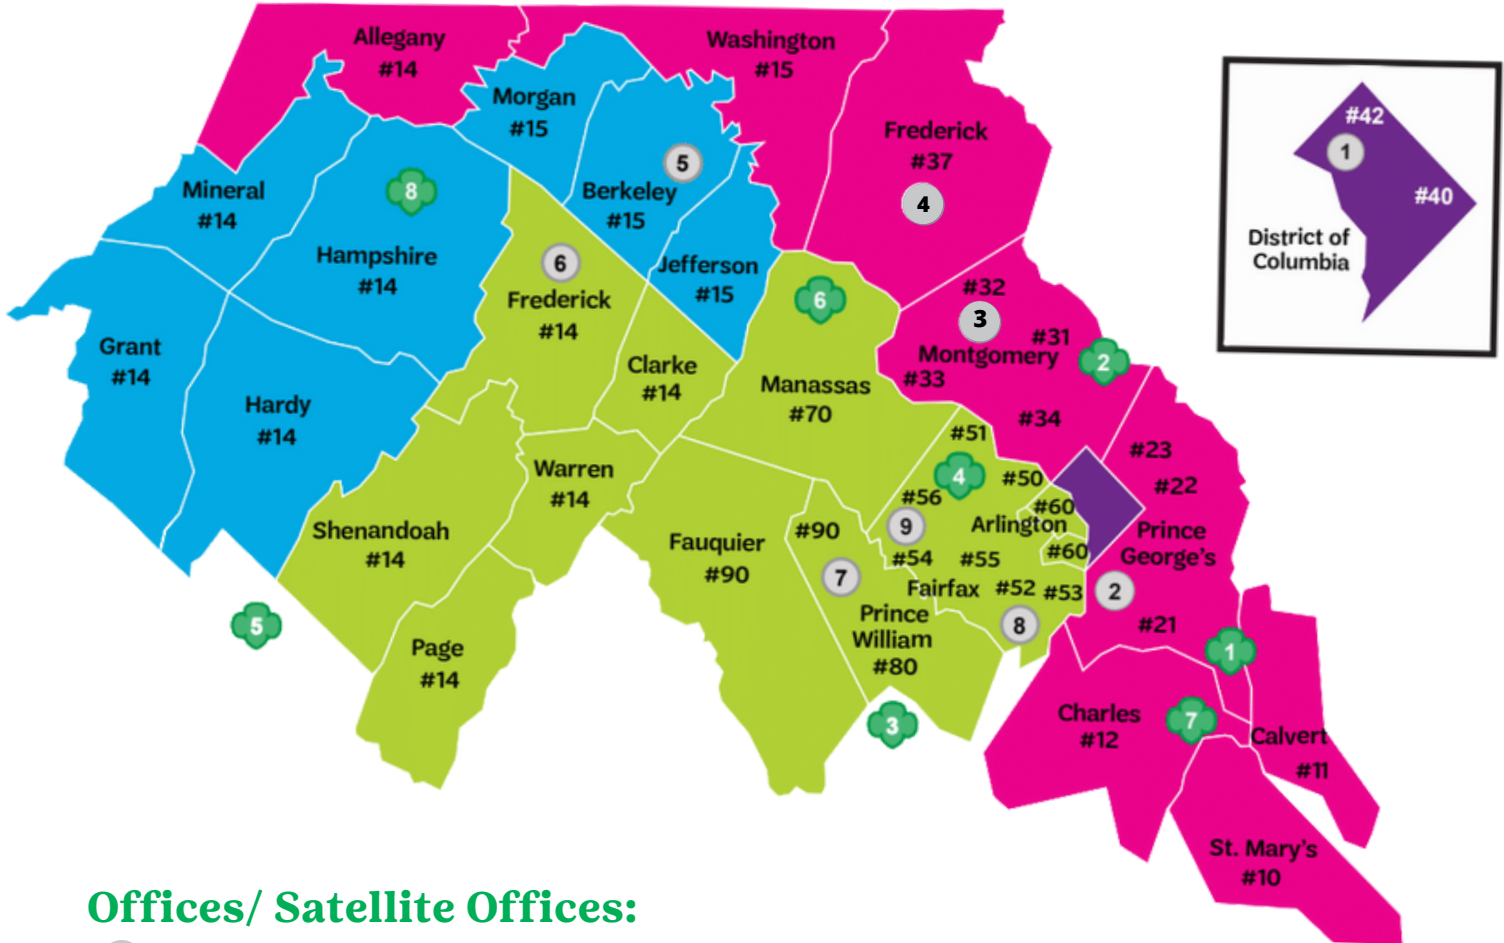 Allegany
#14
Washington
#15
Morgan
#15
Frederick
#37
4
5
Berkeley
#15
Mineral
#14
8
Hampshire
#14
6
Frederick
#14
Jefferson
#15
6
#32
3
#31
Montgomery
#33
2
#34
Grant
#14
Hardy
#14
Clarke
#14
Manassas
#70
#51
4
#50
#56
9
#60
Arlington
#60
#54
#55
Fairfax
#52
#53
8
#23
#22
Prince
George's
2
#21
1
Warren
#14
Shenandoah
#14
5
Fauquier
#90
#90
7
Prince
William
#80
3
Page
#14
Charles
#12
7
Calvert
#11
St. Mary's
#10
#42
1
#40
District of
Columbia
Offices/ Satellite Offices: